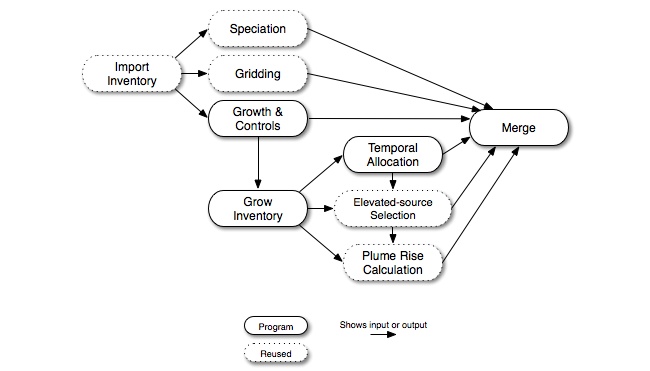 Speciation
Import
Inventory
Gridding
Growth &
Controls
Merge
Temporal
Allocation
Grow
Inventory
Elevated-source
Selection
Plume Rise
Calculation
Program
Shows input or output
Reused